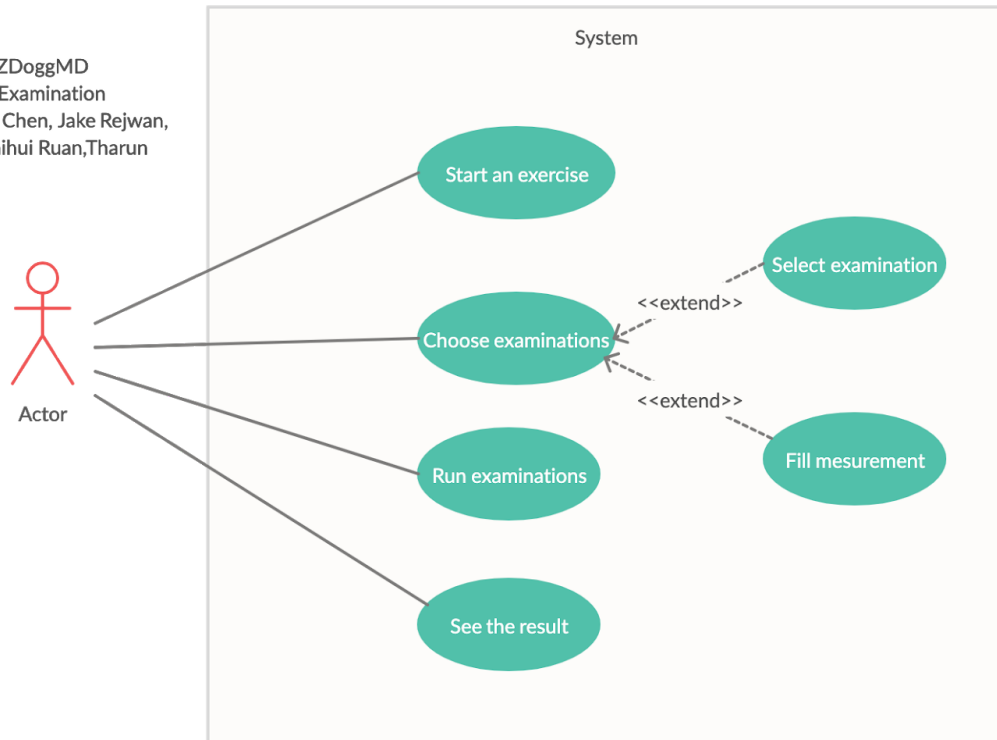 System
ZDoggMD
Examination
Chen, Jake Rejwan,
Ruan,Tharun
Start an exercise
Select examination
<<extend>>
Choose examinations
<<extend>>
Actor
Fill mesurement
Run examinations
See the result